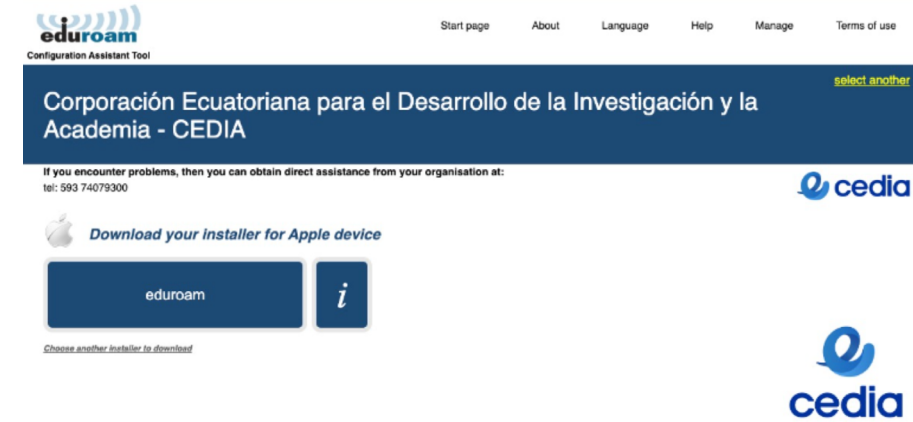 eduroam
Configuration Assistant Tool
Start page About Language Help Manage Terms of use
select another
Corporación Ecuatoriana para el Desarrollo de la Investigación y la
Academia - CEDIA
If you encounter problems, then you can obtain direct assistance from your organisation at:
tel: 593 74079300
cedia
Download your installer for Apple device
eduroam
i
Choose another installer to download
cedia